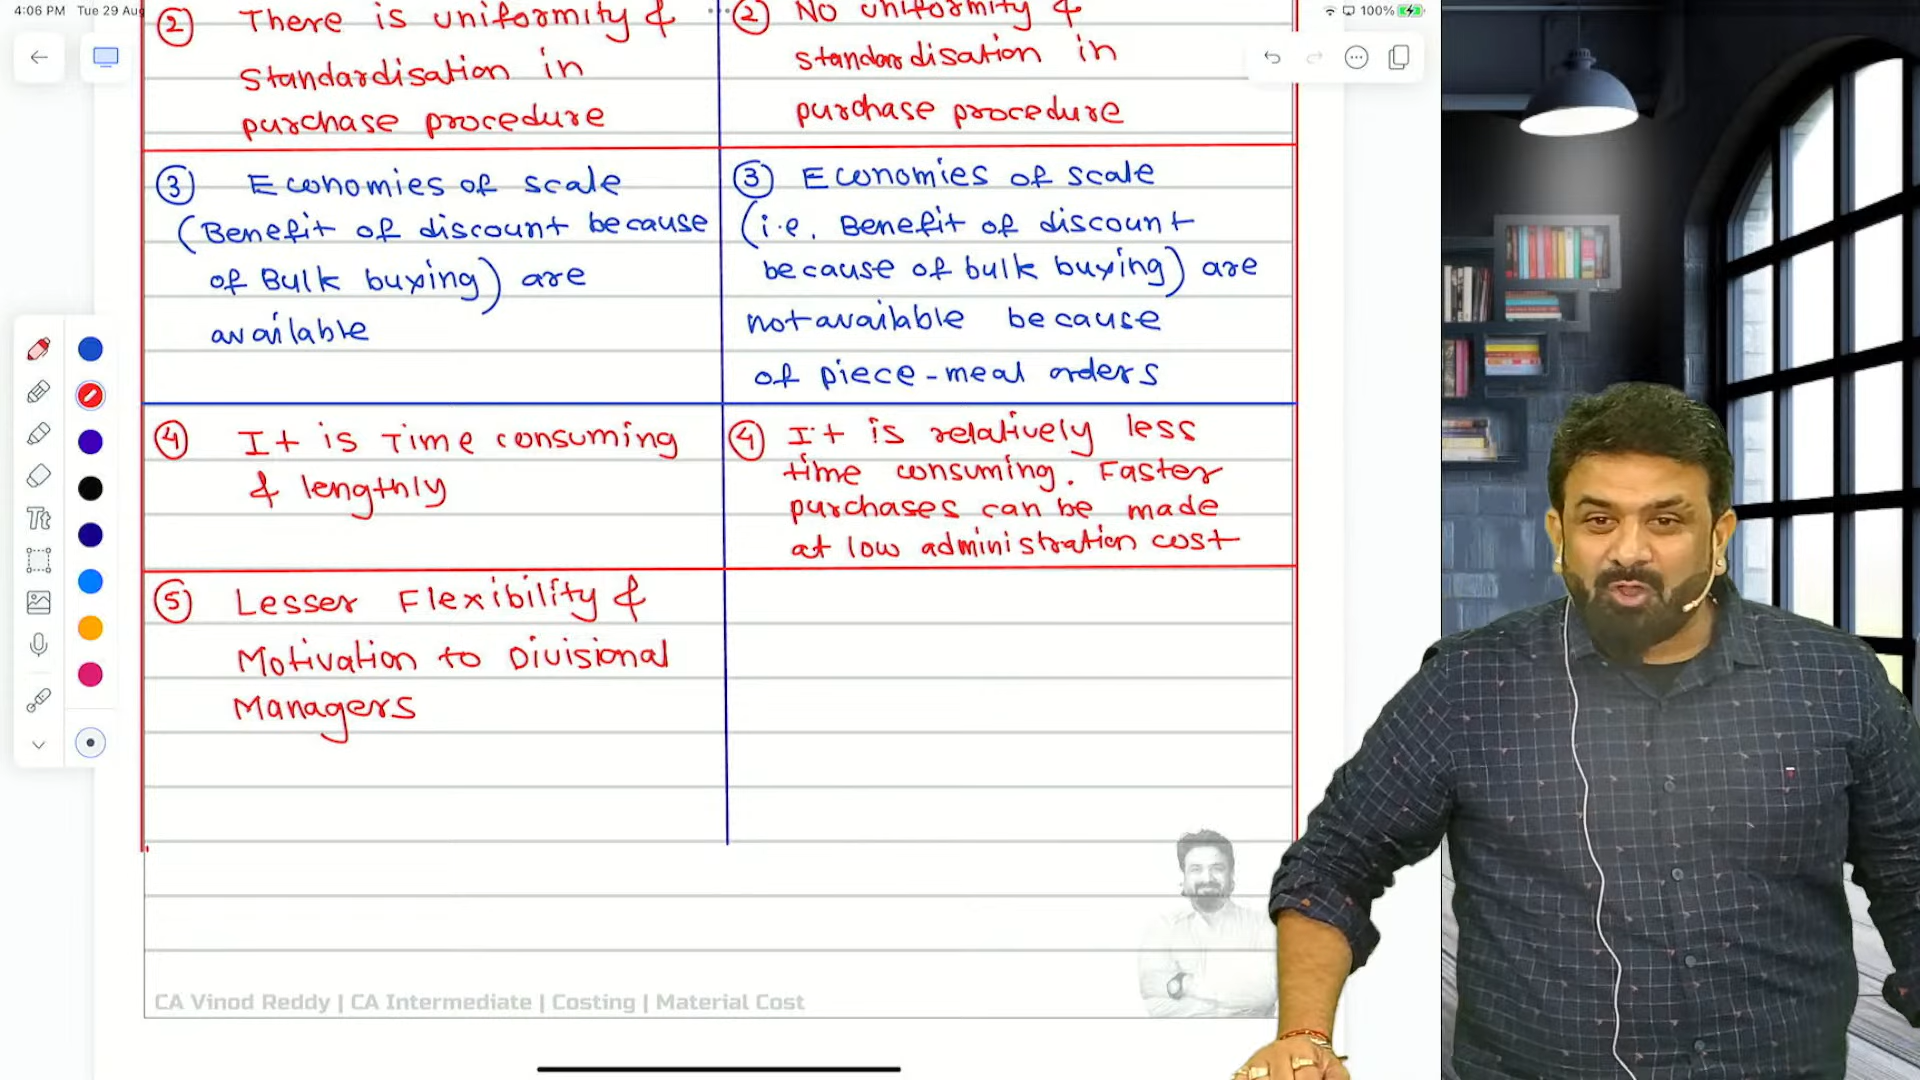 4:06 PM Tue 29 Aug
100%
② There is uniformity &
standardisation in
purchase procedure
② No uniformity &
standardisation in
purchase procedure
③ Economies of scale
(Benefit of discount because
of Bulk buying) are
available
③ Economies of scale
(i.e. Benefit of discount
because of bulk buying) are
not available because
of piece-meal orders
④ It is Time consuming
& lengthly
④ It is relatively less
time consuming. Faster
purchases can be made
at low administration cost
⑤ Lesser Flexibility &
Motivation to Divisional
Managers
Tt
CA Vinod Reddy | CA Intermediate | Costing | Material Cost